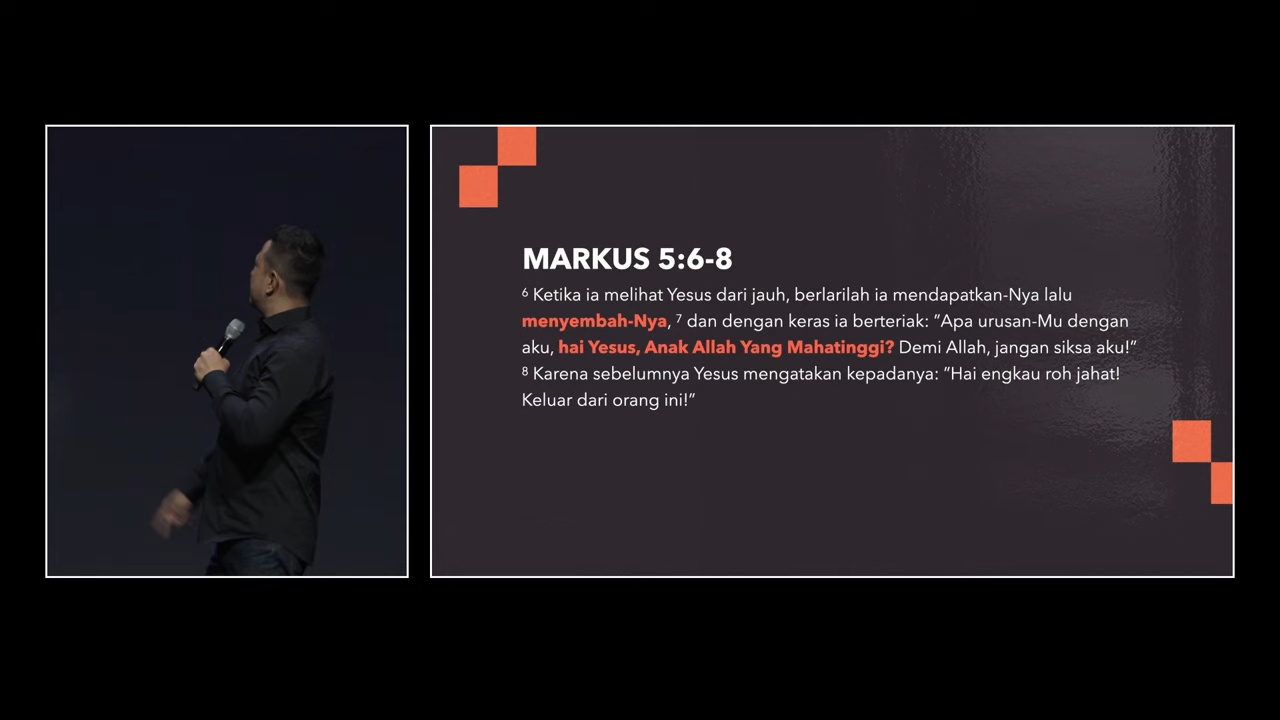 MARKUS 5:6-8
⁶ Ketika ia melihat Yesus dari jauh, berlarilah ia mendapatkan-Nya lalu
menyembah-Nya, ⁷ dan dengan keras ia berteriak: “Apa urusan-Mu dengan
aku, hai Yesus, Anak Allah Yang Mahatinggi? Demi Allah, jangan siksa aku!”
⁸ Karena sebelumnya Yesus mengatakan kepadanya: “Hai engkau roh jahat!
Keluar dari orang ini!”